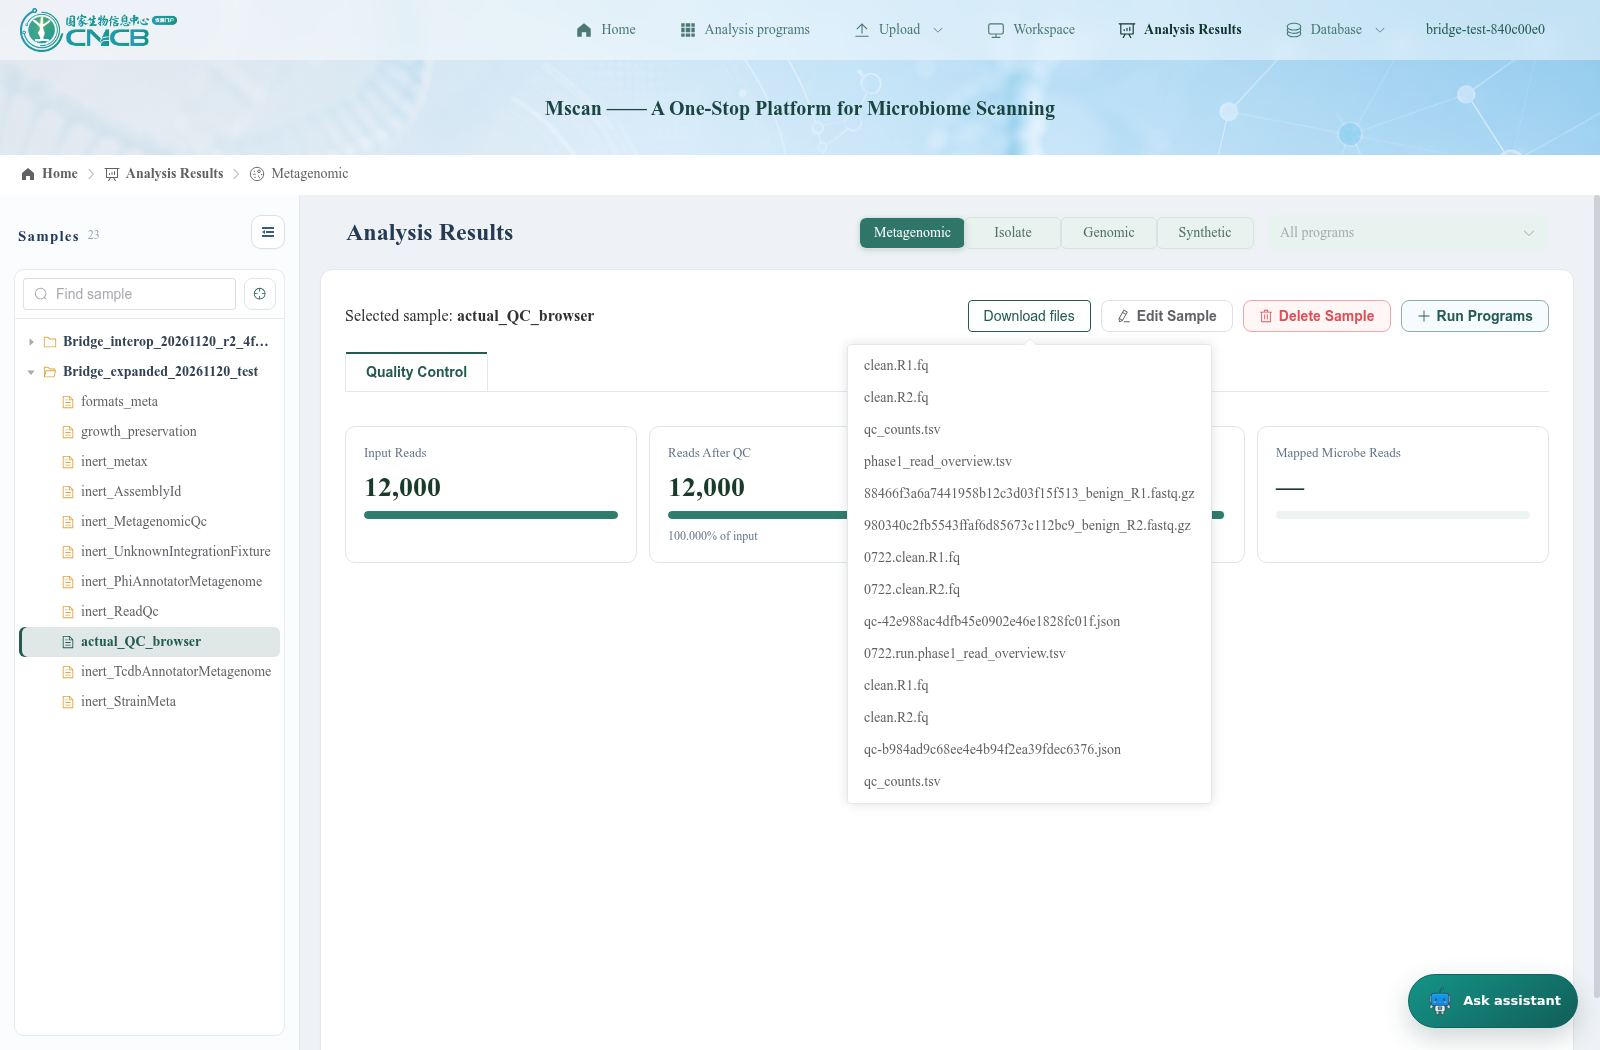 国家生物信息中心
CNCB
Home
Analysis programs
Upload
Workspace
Analysis Results
Database
bridge-test-840c00e0
Mscan —— A One-Stop Platform for Microbiome Scanning
Home
Analysis Results
Metagenomic
Samples 23
Find sample
Bridge_interop_20261120_r2_4f...
Bridge_expanded_20261120_test
formats_meta
growth_preservation
inert_metax
inert_AssemblyId
inert_MetagenomicQc
inert_UnknownIntegrationFixture
inert_PhiAnnotatorMetagenome
inert_ReadQc
actual_QC_browser
inert_TcdbAnnotatorMetagenome
inert_StrainMeta
Analysis Results
Metagenomic
Isolate
Genomic
Synthetic
All programs
Selected sample: actual_QC_browser
Download files
Edit Sample
Delete Sample
Run Programs
Quality Control
Input Reads
12,000
Reads After QC
12,000
100.000% of input
Mapped Microbe Reads
—
clean.R1.fq
clean.R2.fq
qc_counts.tsv
phase1_read_overview.tsv
88466f3a6a7441958b12c3d03f15f513_benign_R1.fastq.gz
980340c2fb5543ffaf6d85673c112bc9_benign_R2.fastq.gz
0722.clean.R1.fq
0722.clean.R2.fq
qc-42e988ac4dfb45e0902e46e1828fc01f.json
0722.run.phase1_read_overview.tsv
clean.R1.fq
clean.R2.fq
qc-b984ad9c68ee4e4b94f2ea39fdec6376.json
qc_counts.tsv
Ask assistant